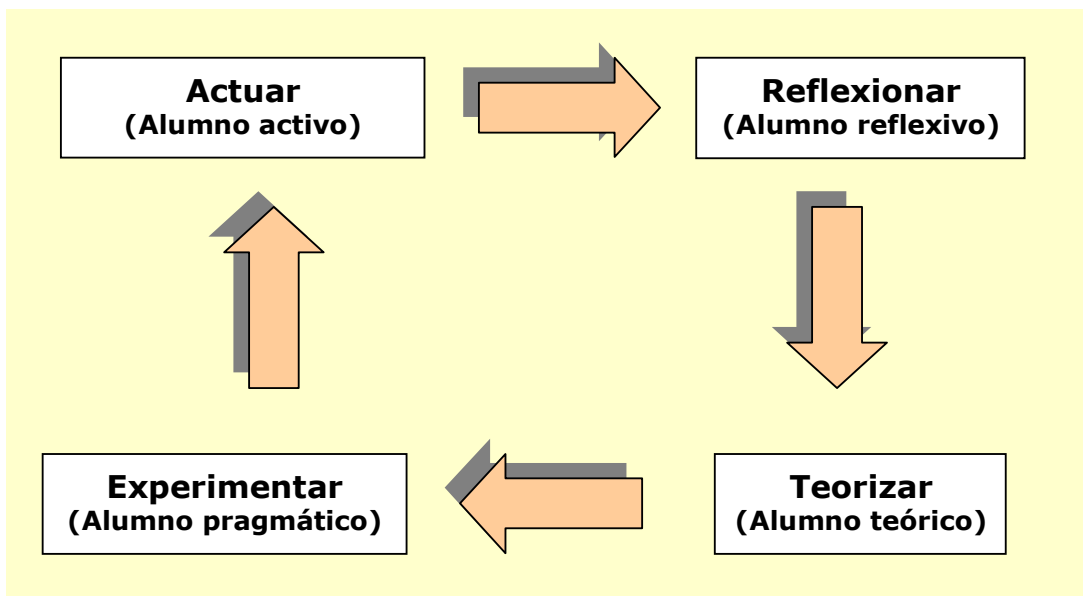 Actuar
(Alumno activo)
Reflexionar
(Alumno reflexivo)
Experimentar
(Alumno pragmático)
Teorizar
(Alumno teórico)